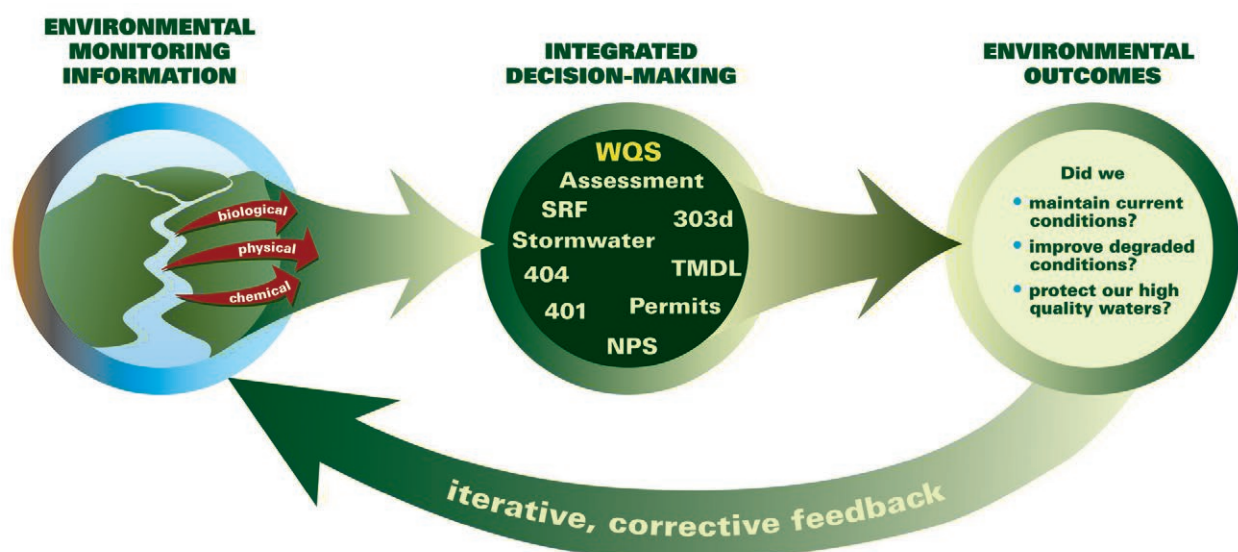 ENVIRONMENTAL
MONITORING
INFORMATION
biological
physical
chemical
INTEGRATED
DECISION-MAKING
WQS
Assessment
SRF
303d
Stormwater
404
TMDL
401
Permits
NPS
ENVIRONMENTAL
OUTCOMES
Did we
• maintain current
conditions?
• improve degraded
conditions?
• protect our high
quality waters?
iterative, corrective feedback